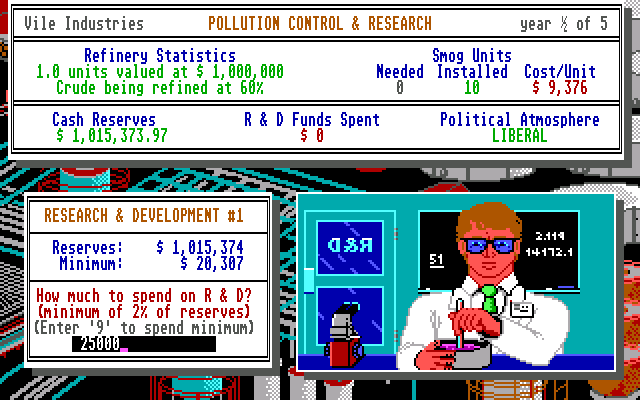 Vile Industries POLLUTION CONTROL & RESEARCH year ½ of 5
Refinery Statistics
1.0 units valued at $ 1,000,000
Crude being refined at 60%
Smog Units
Needed Installed Cost/Unit
0 10 $ 9,376
Cash Reserves R & D Funds Spent Political Atmosphere
$ 1,015,373.97 $ 0 LIBERAL
RESEARCH & DEVELOPMENT #1
Reserves: $ 1,015,374
Minimum: $ 20,307
How much to spend on R & D?
(minimum of 2% of reserves)
(Enter '9' to spend minimum)
25000
R&D
51
2.114
14172.1